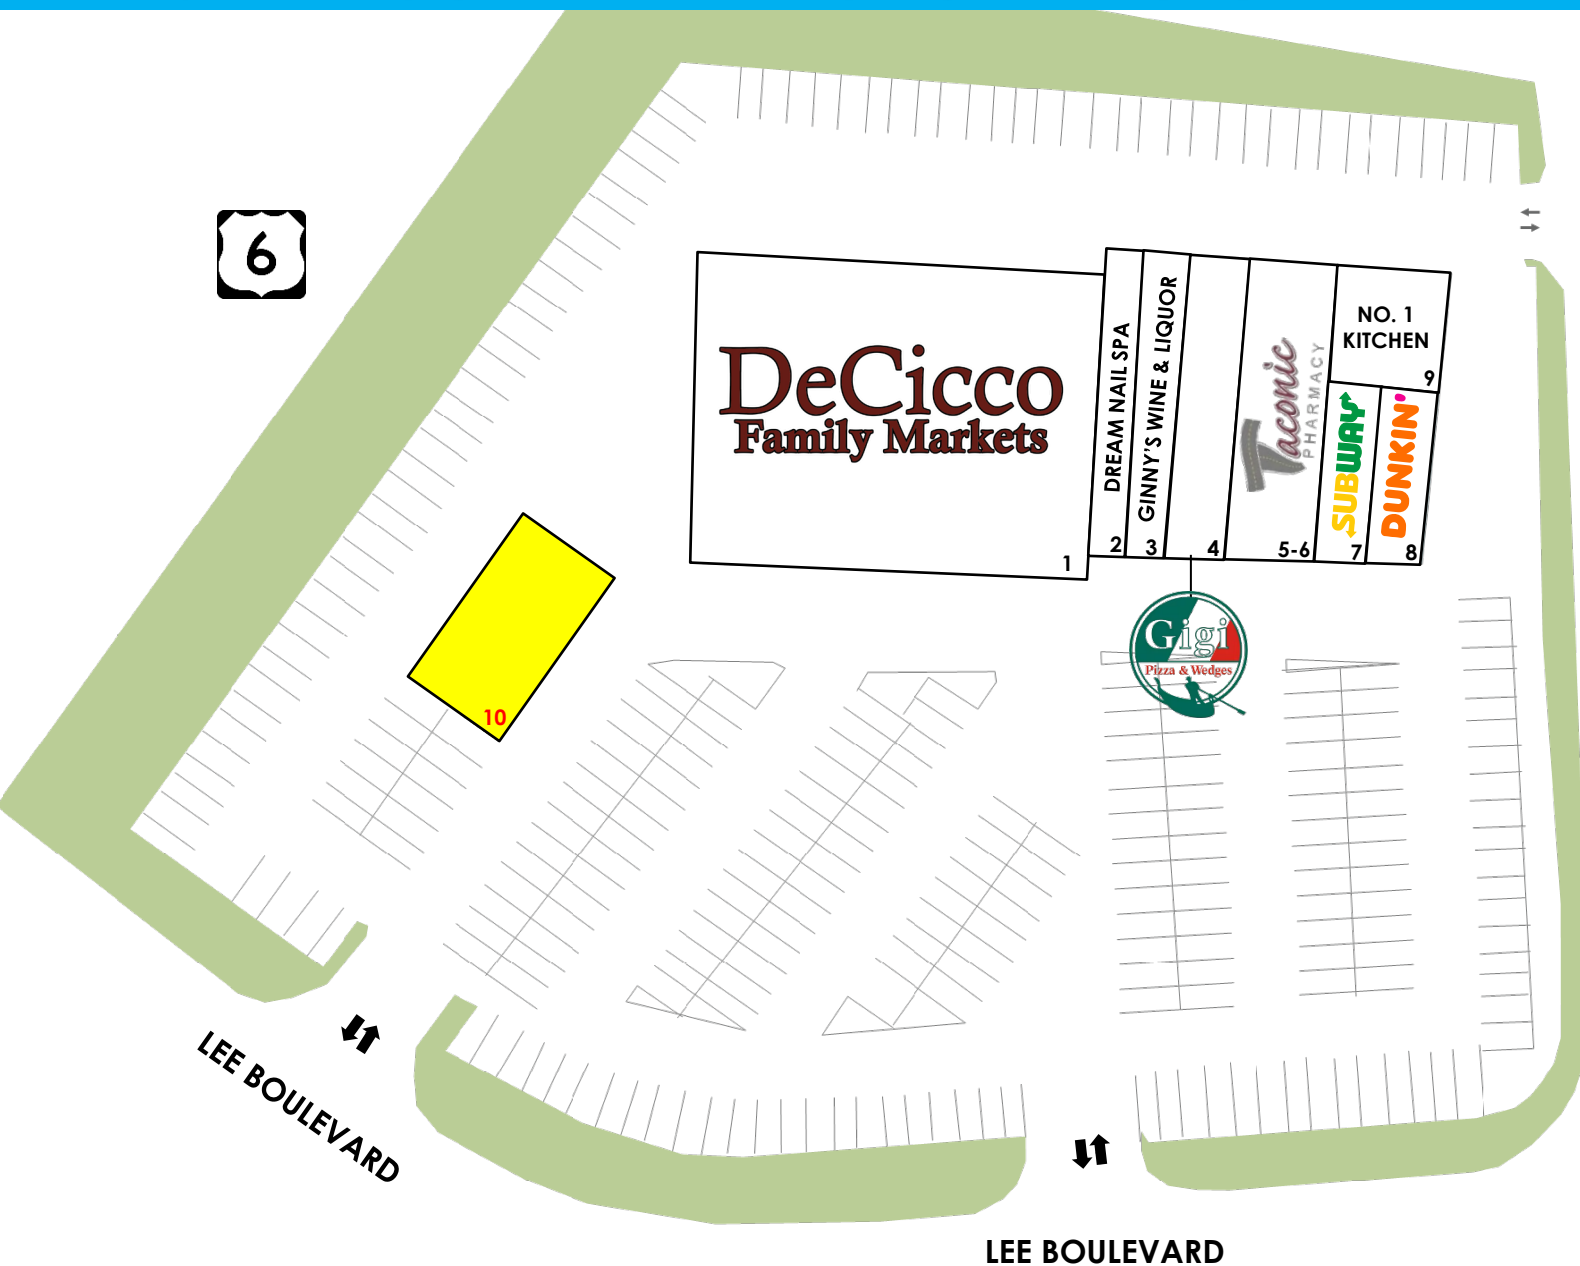 6
DeCicco
Family Markets
1
DREAM NAIL SPA
2
GINNY'S WINE & LIQUOR
3
4
Gigi
Pizza & Wedges
Taconic
PHARMACY
5-6
SUBWAY
7
DUNKIN'
8
NO. 1
KITCHEN
9
10
LEE BOULEVARD
LEE BOULEVARD